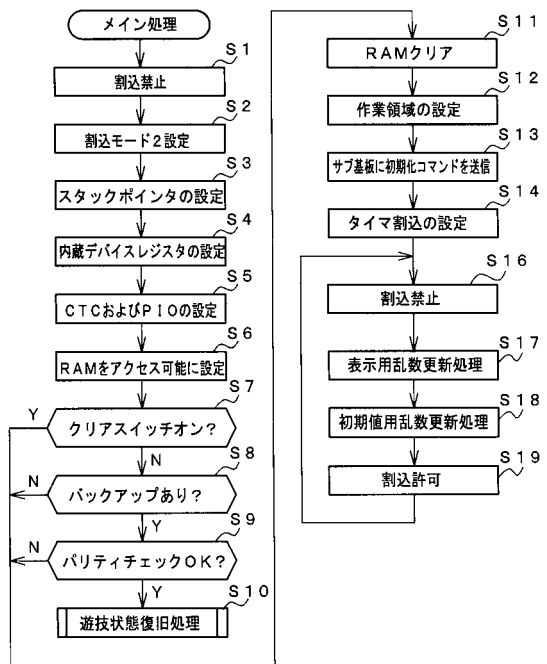 メイン処理
S1
割込禁止
S2
割込モード2設定
S3
スタックポインタの設定
S4
内蔵デバイスレジスタの設定
S5
CTCおよびPIOの設定
S6
RAMをアクセス可能に設定
S7
Y
クリアスイッチオン?
N
S8
N
バックアップあり?
Y
S9
N
パリティチェックOK?
Y
S10
遊技状態復旧処理
S11
RAMクリア
S12
作業領域の設定
S13
サブ基板に初期化コマンドを送信
S14
タイマ割込の設定
S16
割込禁止
S17
表示用乱数更新処理
S18
初期値用乱数更新処理
S19
割込許可